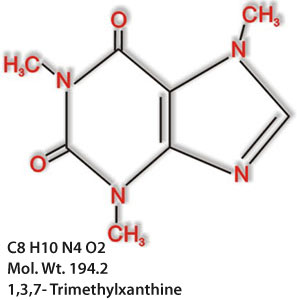 O
CH3
H3C
N
N
O
N
N
CH3
C8 H10 N4 O2
Mol. Wt. 194.2
1,3,7- Trimethylxanthine